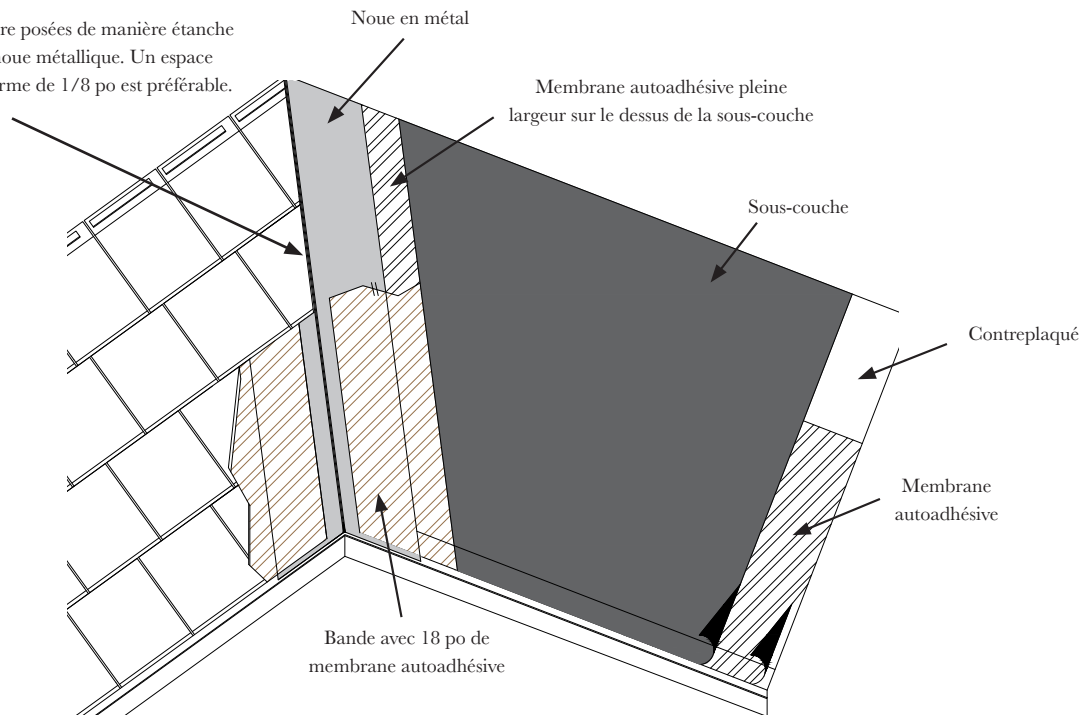 re posées de manière étanche
noue métallique. Un espace
rme de 1/8 po est préférable.
Noue en métal
Membrane autoadhésive pleine
largeur sur le dessus de la sous-couche
Sous-couche
Contreplaqué
Membrane
autoadhésive
Bande avec 18 po de
membrane autoadhésive